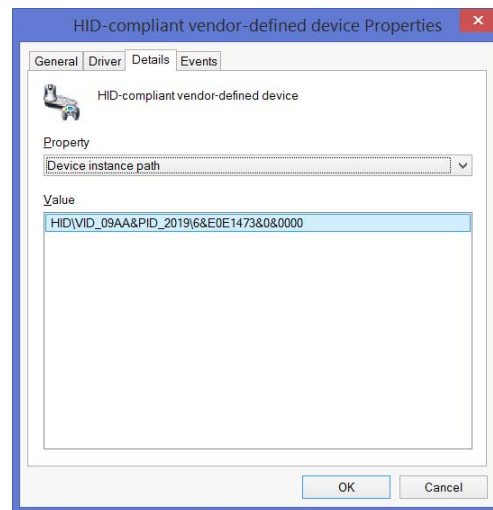 HID-compliant vendor-defined device Properties
General Driver Details Events
HID-compliant vendor-defined device
Property
Device instance path
Value
HID\VID_09AA&PID_2019\6&E0E1473&0&0000
OK Cancel